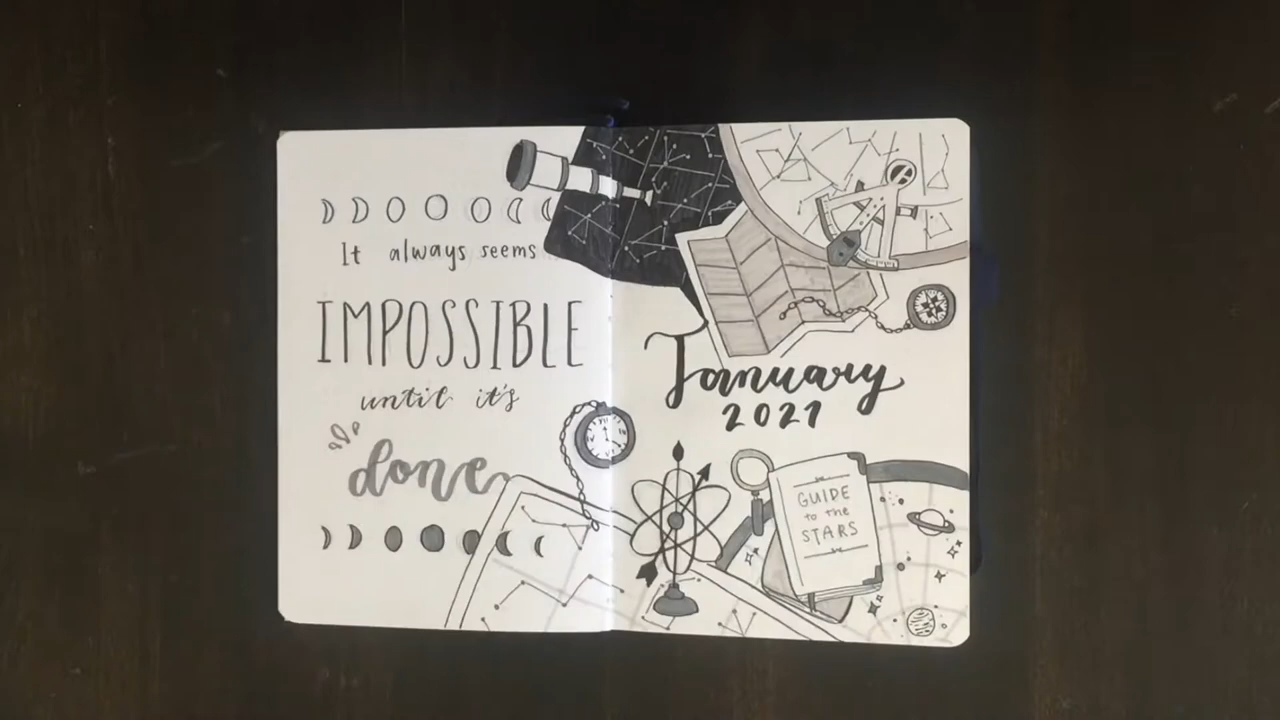 It always seems
IMPOSSIBLE
until it's
done
January
2021
GUIDE
to the
STARS